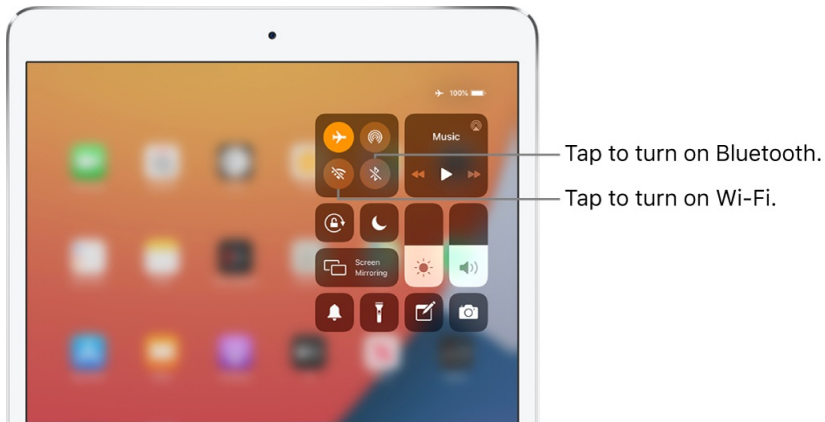 100%
Music
Tap to turn on Bluetooth.
Tap to turn on Wi-Fi.
Screen
Mirroring